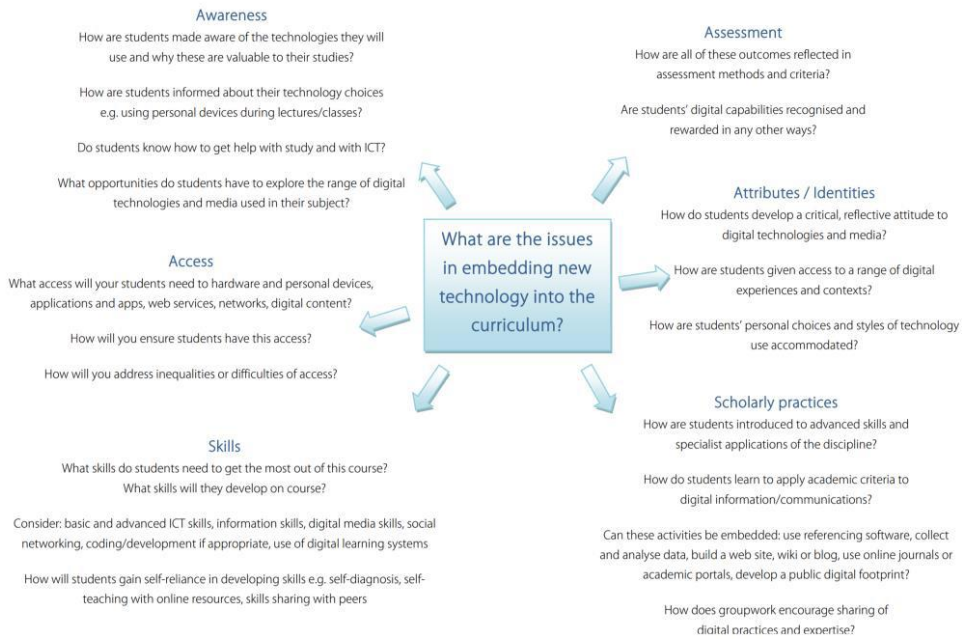 Awareness
How are students made aware of the technologies they will
use and why these are valuable to their studies?
How are students informed about their technology choices
e.g. using personal devices during lectures/classes?
Do students know how to get help with study and with ICT?
What opportunities do students have to explore the range of digital
technologies and media used in their subject?
Access
What access will your students need to hardware and personal devices,
applications and apps, web services, networks, digital content?
How will you ensure students have this access?
How will you address inequalities or difficulties of access?
Skills
What skills do students need to get the most out of this course?
What skills will they develop on course?
Consider: basic and advanced ICT skills, information skills, digital media skills, social
networking, coding/development if appropriate, use of digital learning systems
How will students gain self-reliance in developing skills e.g. self-diagnosis, self-
teaching with online resources, skills sharing with peers
What are the issues
in embedding new
technology into the
curriculum?
Assessment
How are all of these outcomes reflected in
assessment methods and criteria?
Are students' digital capabilities recognised and
rewarded in any other ways?
Attributes / Identities
How do students develop a critical, reflective attitude to
digital technologies and media?
How are students given access to a range of digital
experiences and contexts?
How are students' personal choices and styles of technology
use accommodated?
Scholarly practices
How are students introduced to advanced skills and
specialist applications of the discipline?
How do students learn to apply academic criteria to
digital information/communications?
Can these activities be embedded: use referencing software, collect
and analyse data, build a web site, wiki or blog, use online journals or
academic portals, develop a public digital footprint?
How does groupwork encourage sharing of
digital practices and expertise?